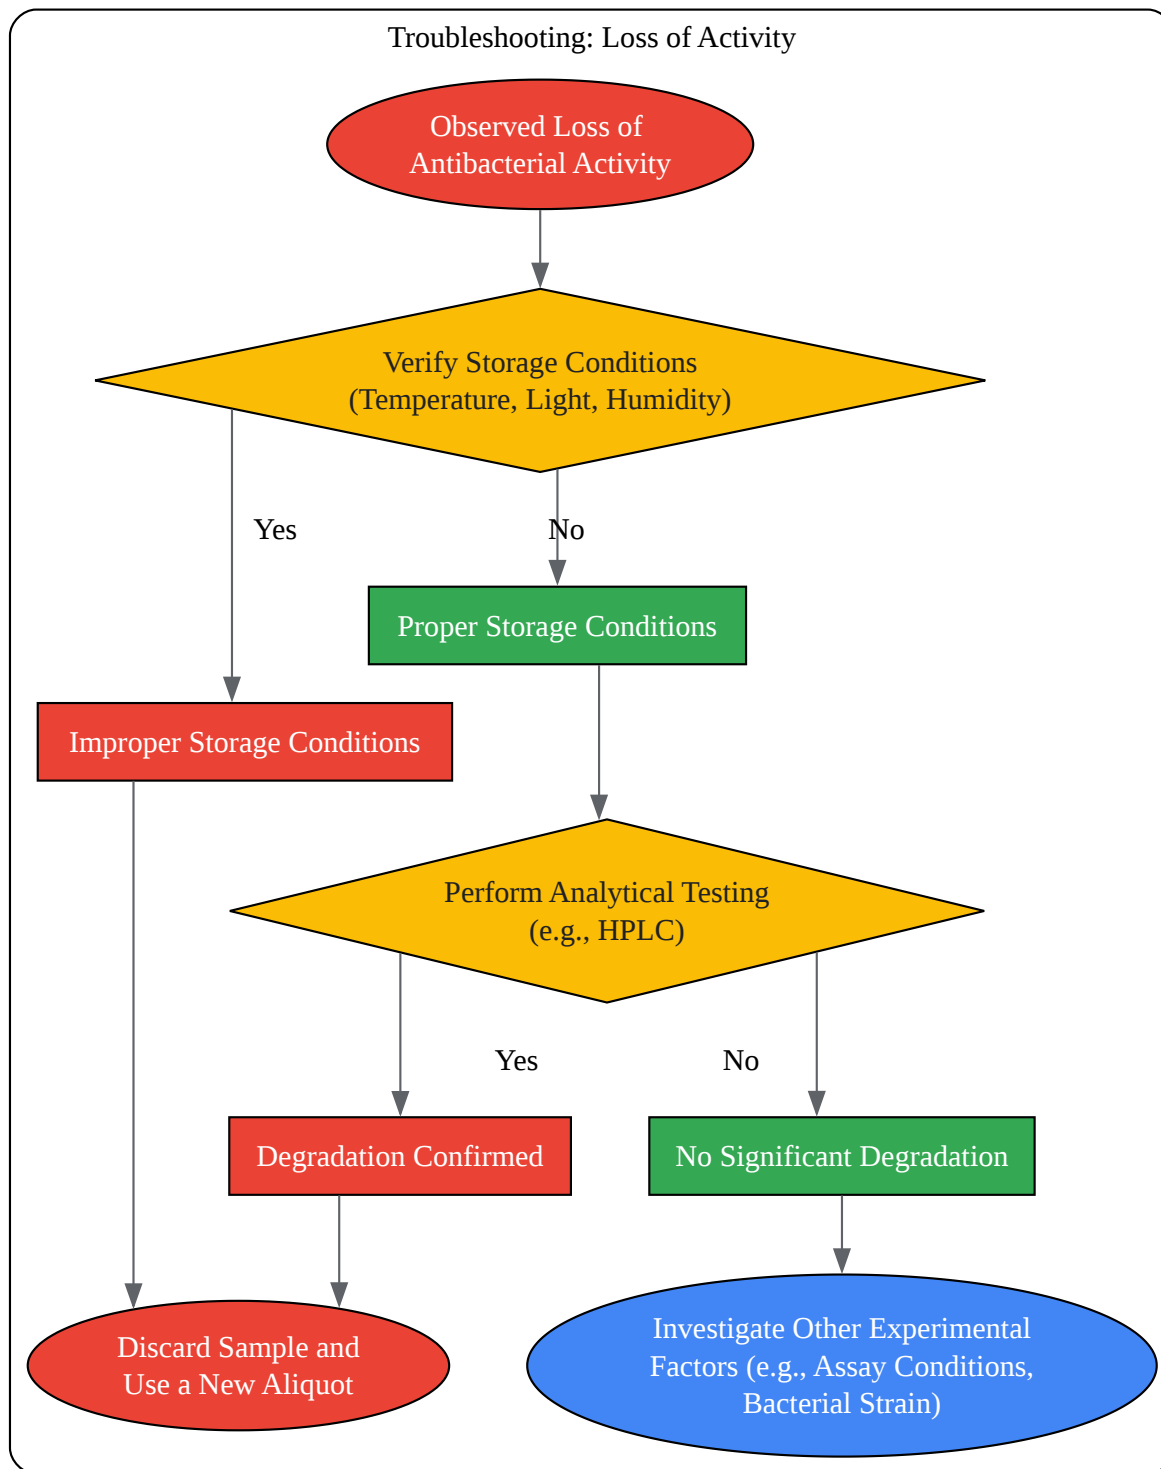 Troubleshooting: Loss of Activity
Observed Loss of
Antibacterial Activity
Verify Storage Conditions
(Temperature, Light, Humidity)
Yes
No
Proper Storage Conditions
Improper Storage Conditions
Perform Analytical Testing
(e.g., HPLC)
Yes
No
Degradation Confirmed
No Significant Degradation
Discard Sample and
Use a New Aliquot
Investigate Other Experimental
Factors (e.g., Assay Conditions,
Bacterial Strain)